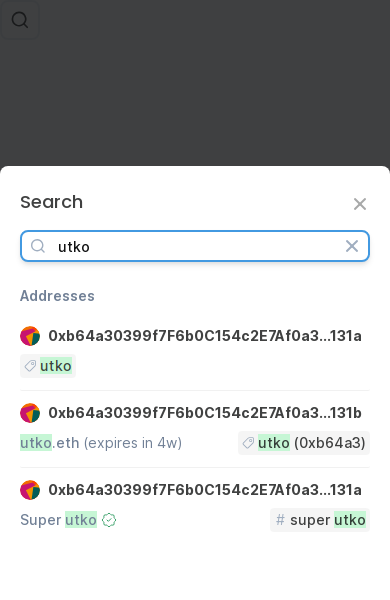 Search
utko
Addresses
0xb64a30399f7F6b0C154c2E7Af0a3...131a
utko
0xb64a30399f7F6b0C154c2E7Af0a3...131b
utko.eth (expires in 4w) utko (0xb64a3)
0xb64a30399f7F6b0C154c2E7Af0a3...131a
Super utko # super utko